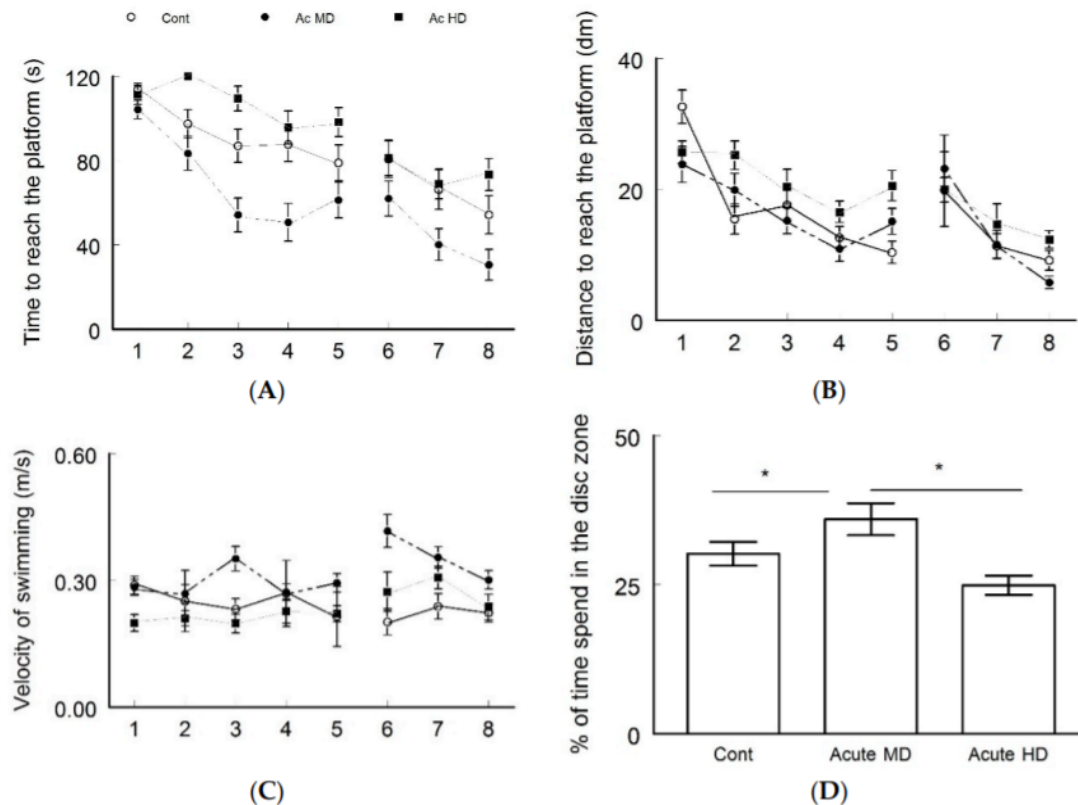 Cont Ac MD Ac HD
Time to reach the platform (s)
120
80
40
0
1 2 3 4 5 6 7 8
(A)
Distance to reach the platform (dm)
40
20
0
1 2 3 4 5 6 7 8
(B)
Velocity of swimming (m/s)
0.60
0.30
0.00
1 2 3 4 5 6 7 8
(C)
% of time spend in the disc zone
50
25
0
* *
Cont Acute MD Acute HD
(D)